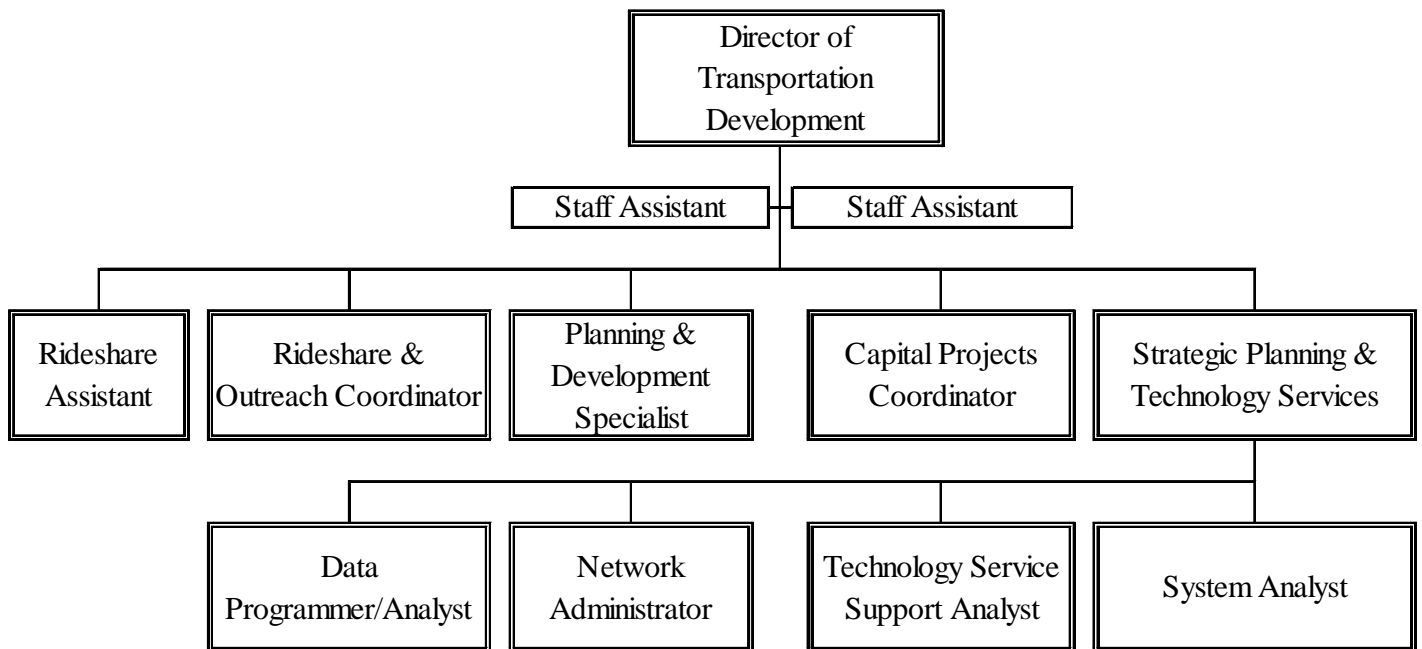 Director of
Transportation
Development
Staff Assistant
Staff Assistant
Rideshare
Assistant
Rideshare &
Outreach Coordinator
Planning &
Development
Specialist
Capital Projects
Coordinator
Strategic Planning &
Technology Services
Data
Programmer/Analyst
Network
Administrator
Technology Service
Support Analyst
System Analyst